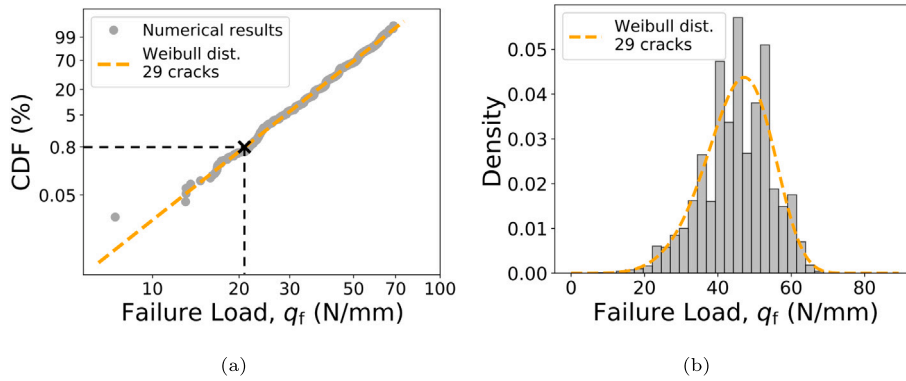 Numerical results
Weibull dist.
29 cracks
CDF (%)
99
70
20
5
0.8
0.05
10
21
30
50
70
100
Failure Load, qf (N/mm)
(a)
Weibull dist.
29 cracks
Density
0.05
0.04
0.03
0.02
0.01
0.00
0
20
40
60
80
Failure Load, qf (N/mm)
(b)